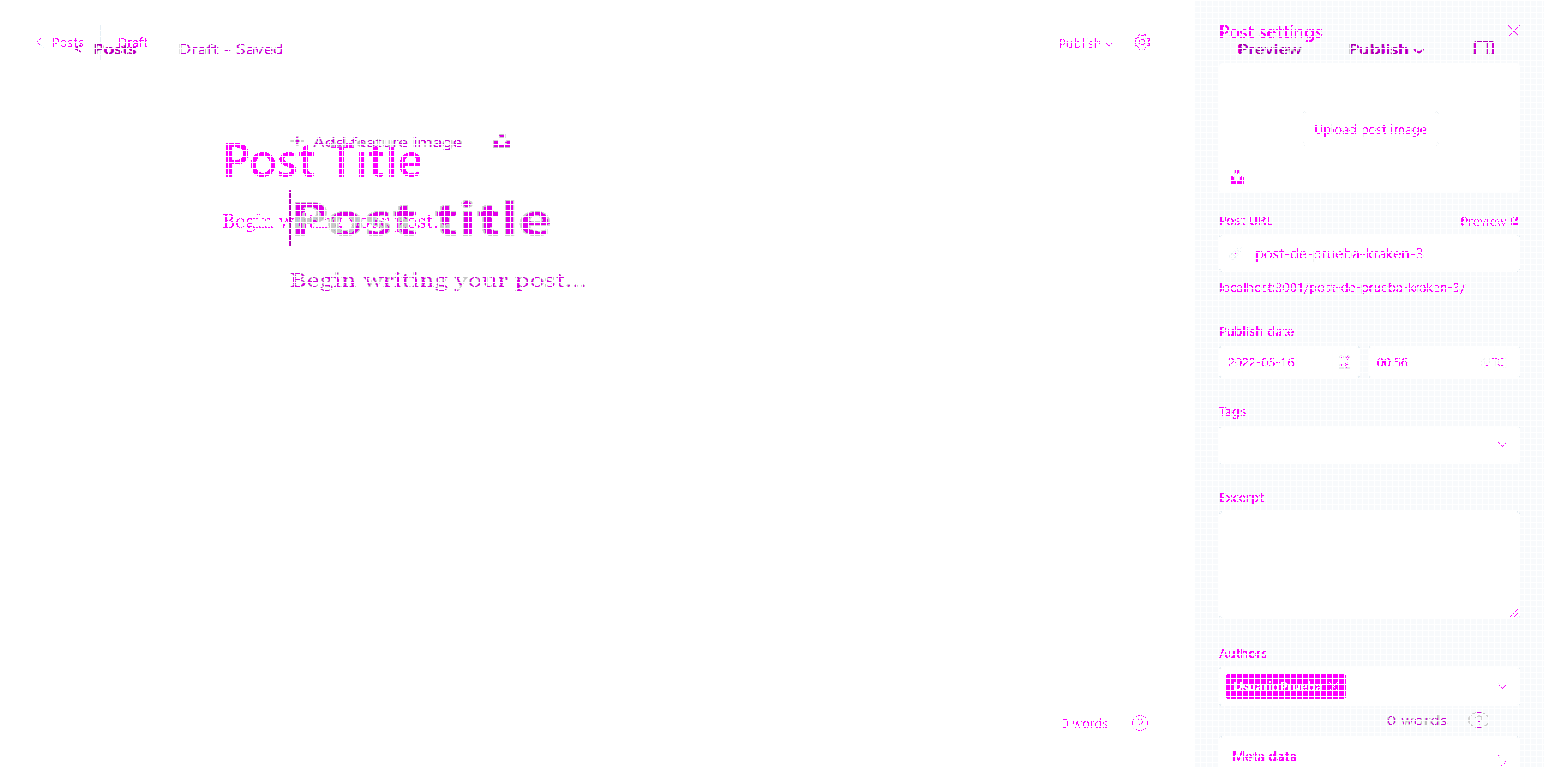 Posts
Draft
Posts
Draft - Saved
Publish
Post settings
Preview
Publish
Upload post image
+ Add feature image
Post Title
Post title
Begin writing your post...
Begin writing your post...
Post URL
Preview
post-de-prueba-kraken-3
localhost:3001/post-de-prueba-kraken-3/
Publish date
2022-05-16
00:56
UTC
Tags
Excerpt
Authors
0 words
0 words
Meta data